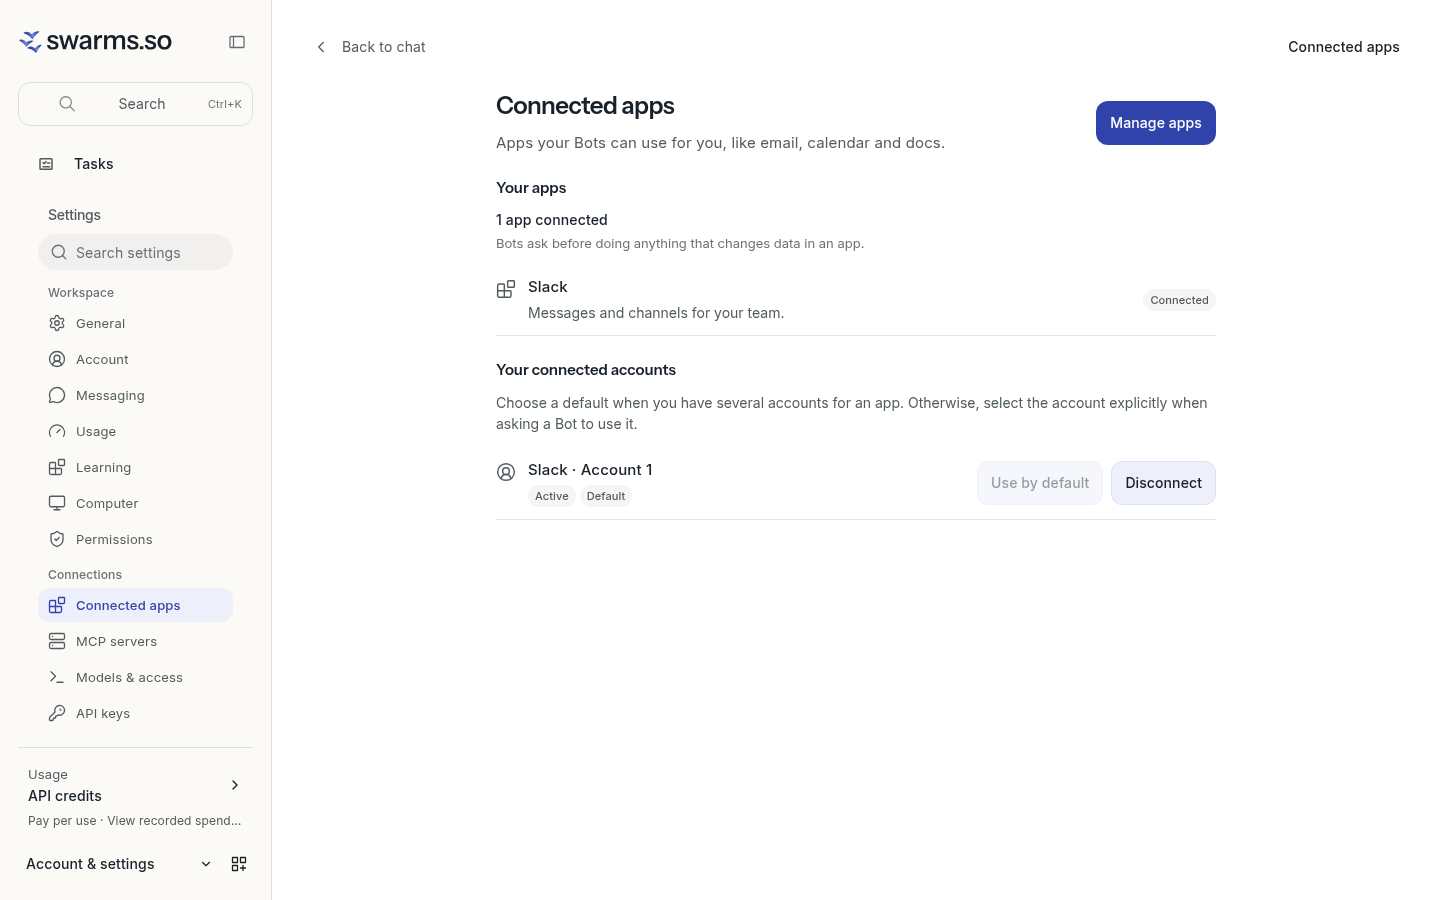 swarms.so
Search
Ctrl+K
Tasks
Settings
Search settings
Workspace
General
Account
Messaging
Usage
Learning
Computer
Permissions
Connections
Connected apps
MCP servers
Models & access
API keys
Usage
API credits
Pay per use · View recorded spend...
Account & settings
Back to chat
Connected apps
Connected apps
Apps your Bots can use for you, like email, calendar and docs.
Manage apps
Your apps
1 app connected
Bots ask before doing anything that changes data in an app.
Slack
Messages and channels for your team.
Connected
Your connected accounts
Choose a default when you have several accounts for an app. Otherwise, select the account explicitly when
asking a Bot to use it.
Slack · Account 1
Active
Default
Use by default
Disconnect